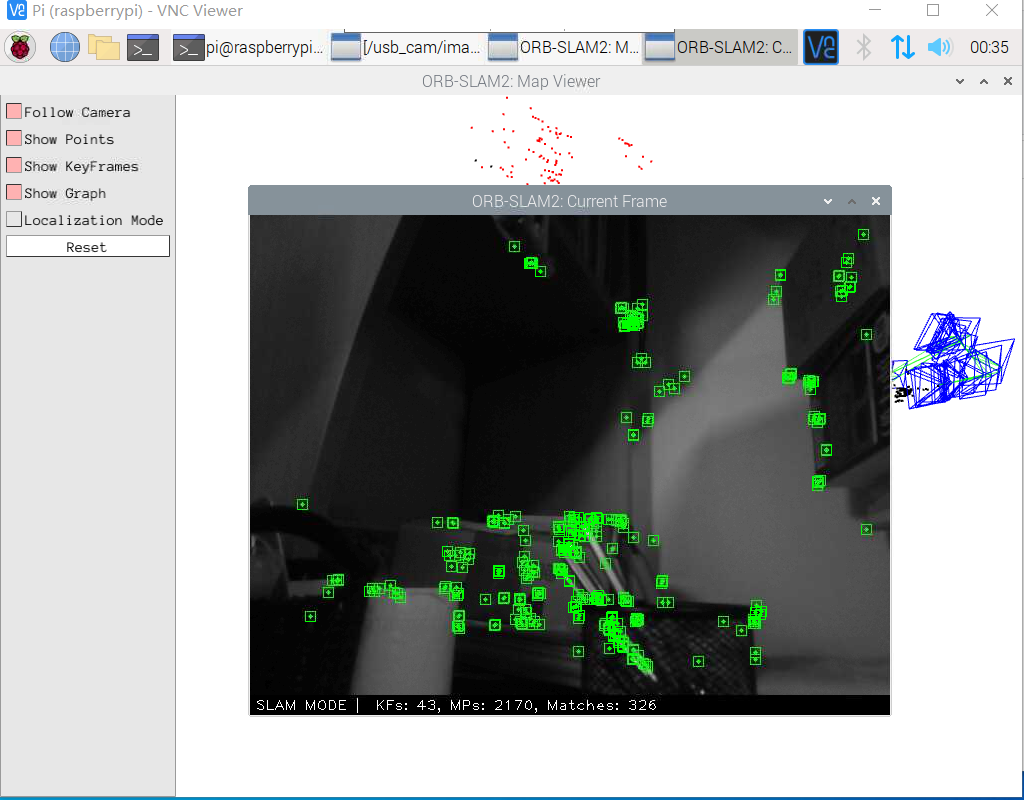 Pi (raspberrypi) - VNC Viewer
pi@raspberrypi...
[/usb_cam/ima...
ORB-SLAM2: M...
ORB-SLAM2: C...
00:35
ORB-SLAM2: Map Viewer
Follow Camera
Show Points
Show KeyFrames
Show Graph
Localization Mode
Reset
ORB-SLAM2: Current Frame
SLAM MODE | KFs: 43, MPs: 2170, Matches: 326